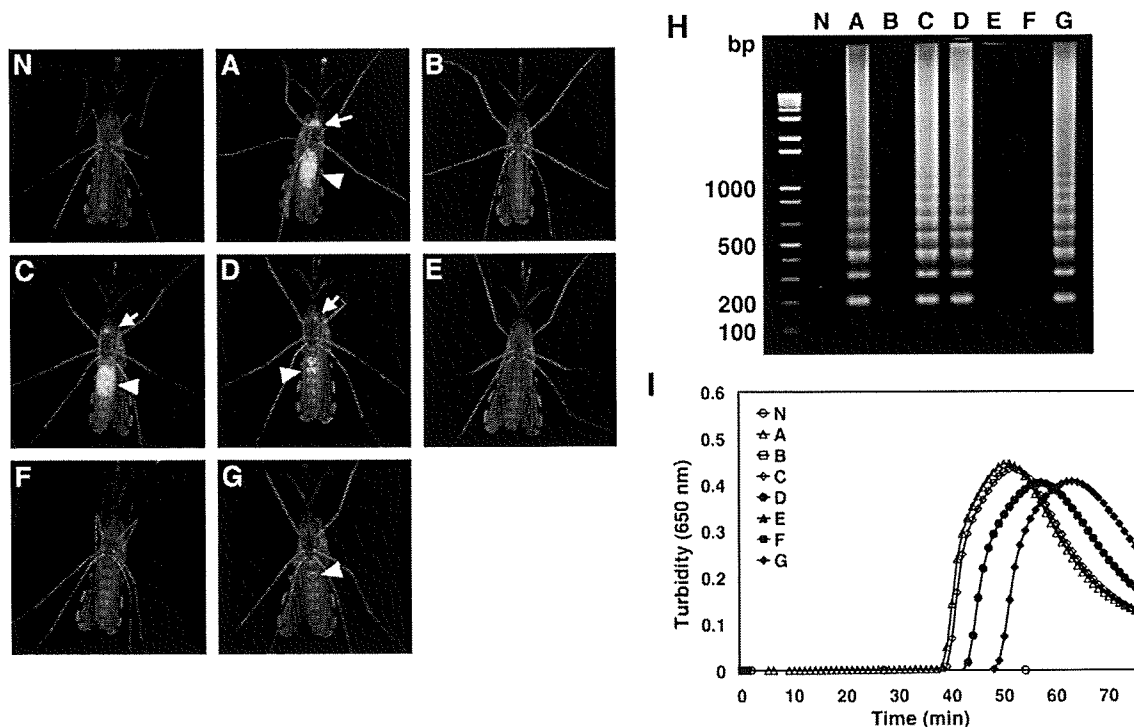 N
A
B
C
D
E
F
G
H
N A B C D E F G
bp
1000
500
200
100
I
0.6
0.5
0.4
0.3
0.2
0.1
0
Turbidity (650 nm)
N
A
B
C
D
E
F
G
0 10 20 30 40 50 60 70
Time (min)